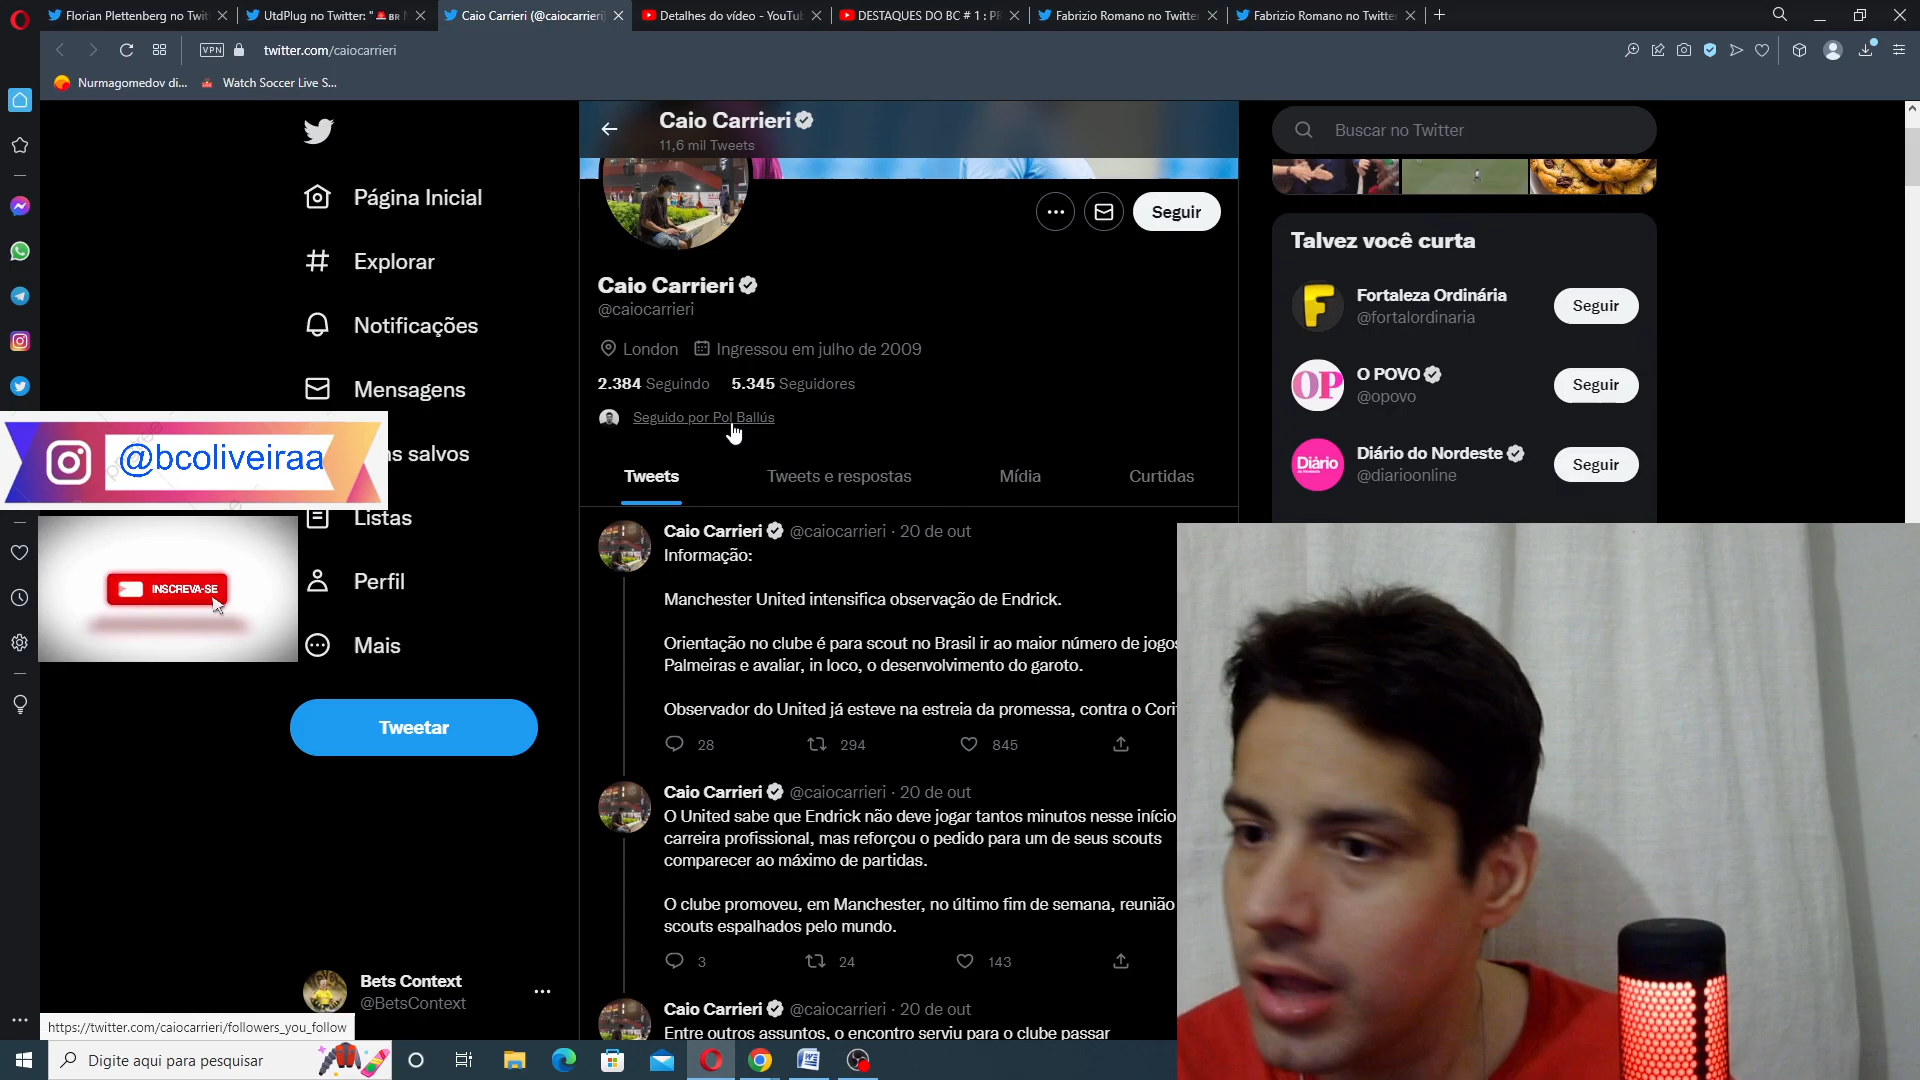 Florian Plettenberg no Twit
UtdPlug no Twitter: "🚨BR
Caio Carrieri (@caiocarrieri)
Detalhes do vídeo - YouTu
DESTAQUES DO BC # 1 : P
Fabrizio Romano no Twitte
Fabrizio Romano no Twitte
VPN
twitter.com/caiocarrieri
Nurmagomedov di...
Watch Soccer Live S...
Caio Carrieri
11,6 mil Tweets
Buscar no Twitter
Página Inicial
Explorar
Notificações
Mensagens
ns salvos
Listas
Perfil
Mais
Tweetar
Bets Context
@BetsContext
@bcoliveiraa
INSCREVA-SE
Seguir
Caio Carrieri
@caiocarrieri
London Ingressou em julho de 2009
2.384 Seguindo 5.345 Seguidores
Seguido por Pol Ballús
Tweets Tweets e respostas Mídia Curtidas
Caio Carrieri @caiocarrieri · 20 de out
Informação:
Manchester United intensifica observação de Endrick.
Orientação no clube é para scout no Brasil ir ao maior número de jogos
Palmeiras e avaliar, in loco, o desenvolvimento do garoto.
Observador do United já esteve na estreia da promessa, contra o Cori
28 294 845
Caio Carrieri @caiocarrieri · 20 de out
O United sabe que Endrick não deve jogar tantos minutos nesse início
carreira profissional, mas reforçou o pedido para um de seus scouts
comparecer ao máximo de partidas.
O clube promoveu, em Manchester, no último fim de semana, reunião
scouts espalhados pelo mundo.
3 24 143
Caio Carrieri @caiocarrieri · 20 de out
Entre outros assuntos, o encontro serviu para o clube passar
Talvez você curta
Fortaleza Ordinária
@fortalordinaria
Seguir
OP
O POVO
@opovo
Seguir
Diário
Diário do Nordeste
@diarioonline
Seguir
https://twitter.com/caiocarrieri/followers_you_follow
Digite aqui para pesquisar